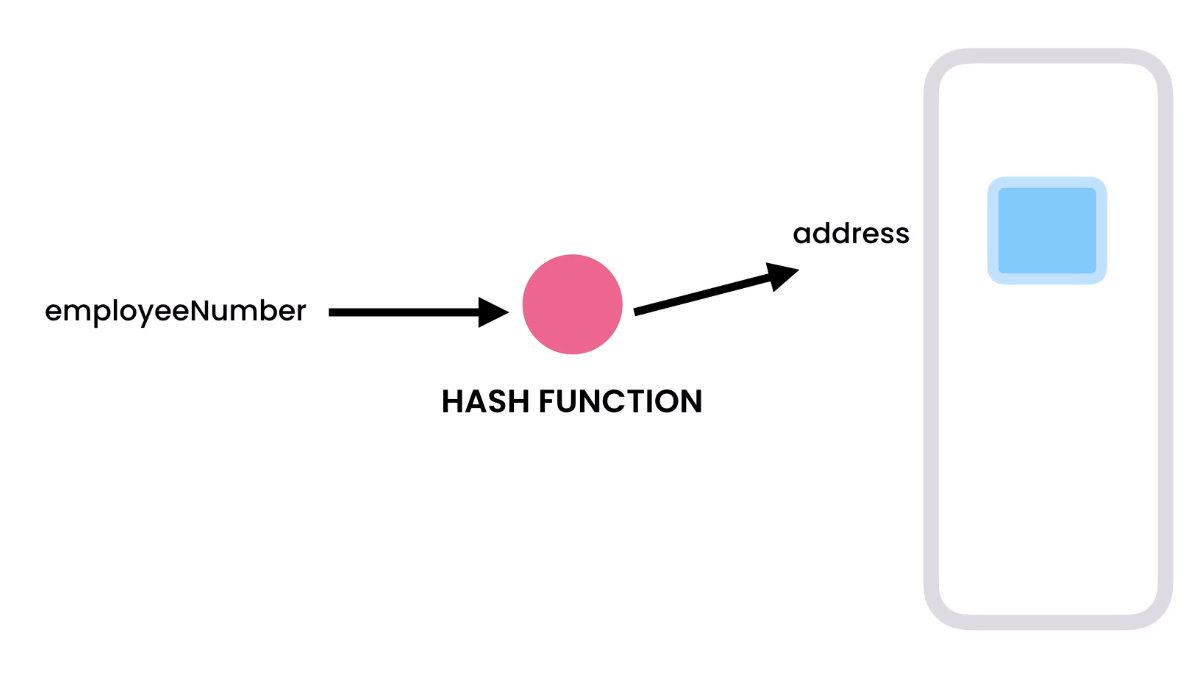 address
employeeNumber
HASH FUNCTION